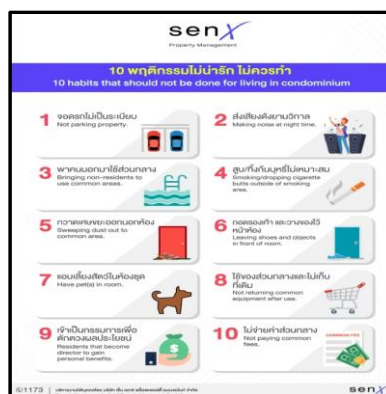 senX
Property Management
10 พฤติกรรมไม่น่ารัก ไม่ควรทำ
10 habits that should not be done for living in condominium
1 จอดรถไม่เป็นระเบียบ
Not parking property.
2 ส่งเสียงดังยามวิกาล
Making noise at night time.
3 พาคนนอกมาใช้ส่วนกลาง
Bringing non-residents to
use common areas.
4 สูบ/ทิ้งก้นบุหรี่ไม่เหมาะสม
Smoking/dropping cigarette
butts outside of smoking
area.
5 กวาดเศษขยะออกนอกห้อง
Sweeping dust out to
common area.
6 ถอดรองเท้า และวางของไว้
หน้าห้อง
Leaving shoes and objects
in front of room.
7 แอบเลี้ยงสัตว์ในห้องชุด
Have pet(s) in room.
8 ใช้ของส่วนกลางและไม่เก็บ
ที่เดิม
Not returning common
equipment after use.
9 เข้าเป็นกรรมการเพื่อ
ตักตวงผลประโยชน์
Residents that become
director to gain
personal benefits.
10 ไม่จ่ายค่าส่วนกลาง
Not paying common
fees.
COMMON FEE
1173
senX